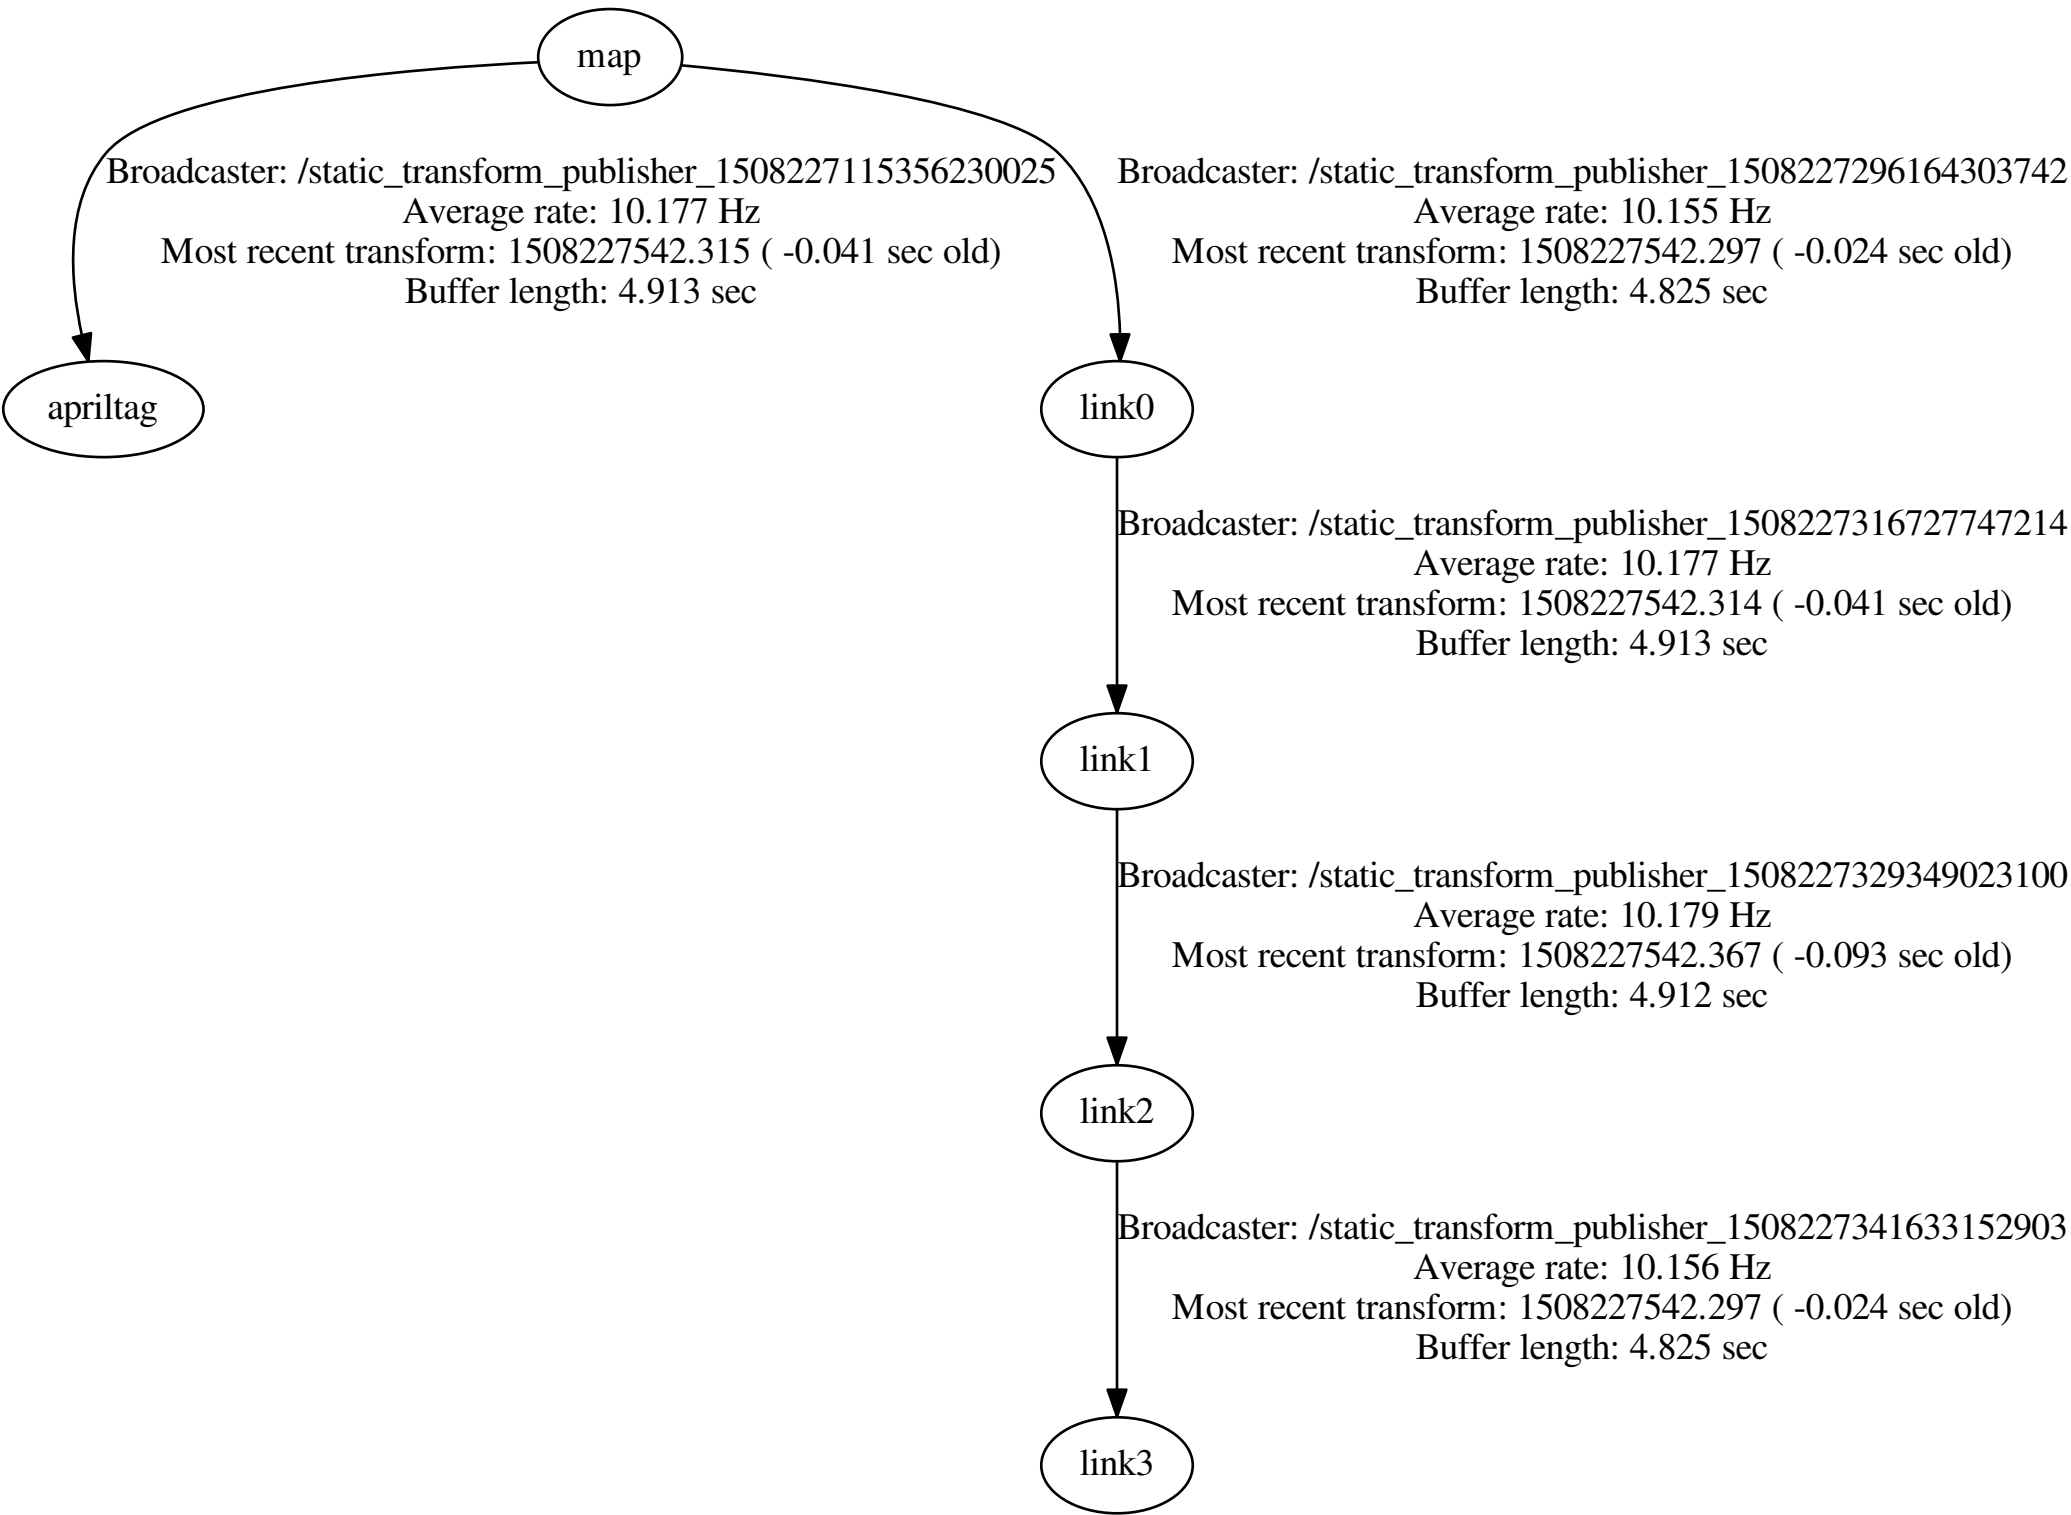 map
Broadcaster: /static_transform_publisher_1508227115356230025
Average rate: 10.177 Hz
Most recent transform: 1508227542.315 ( -0.041 sec old)
Buffer length: 4.913 sec
Broadcaster: /static_transform_publisher_1508227296164303742
Average rate: 10.155 Hz
Most recent transform: 1508227542.297 ( -0.024 sec old)
Buffer length: 4.825 sec
apriltag
link0
Broadcaster: /static_transform_publisher_1508227316727747214
Average rate: 10.177 Hz
Most recent transform: 1508227542.314 ( -0.041 sec old)
Buffer length: 4.913 sec
link1
Broadcaster: /static_transform_publisher_1508227329349023100
Average rate: 10.179 Hz
Most recent transform: 1508227542.367 ( -0.093 sec old)
Buffer length: 4.912 sec
link2
Broadcaster: /static_transform_publisher_1508227341633152903
Average rate: 10.156 Hz
Most recent transform: 1508227542.297 ( -0.024 sec old)
Buffer length: 4.825 sec
link3